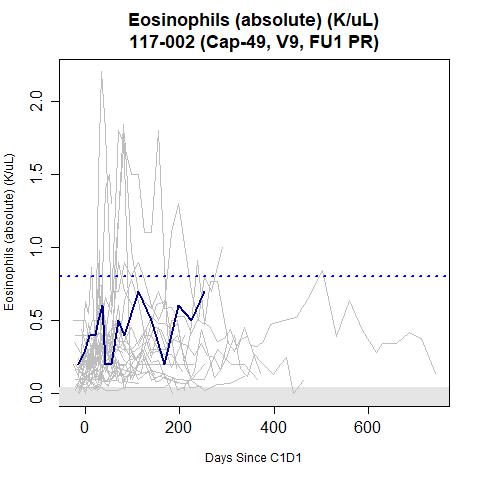 Eosinophils (absolute) (K/uL)
117-002 (Cap-49, V9, FU1 PR)
Eosinophils (absolute) (K/uL)
2.0
1.5
1.0
0.5
0.0
0 200 400 600
Days Since C1D1